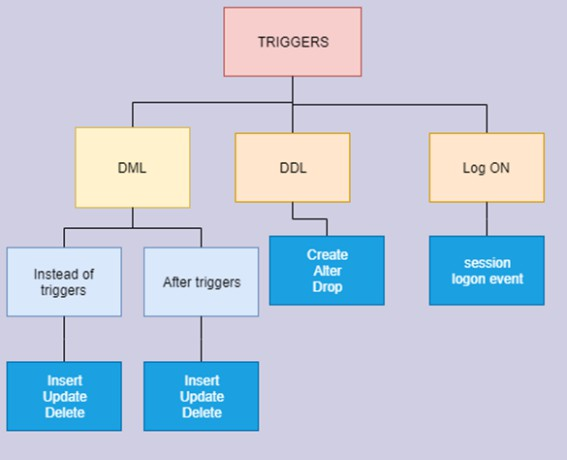 TRIGGERS
DML
DDL
Log ON
Instead of
triggers
After triggers
Create
Alter
Drop
session
logon event
Insert
Update
Delete
Insert
Update
Delete